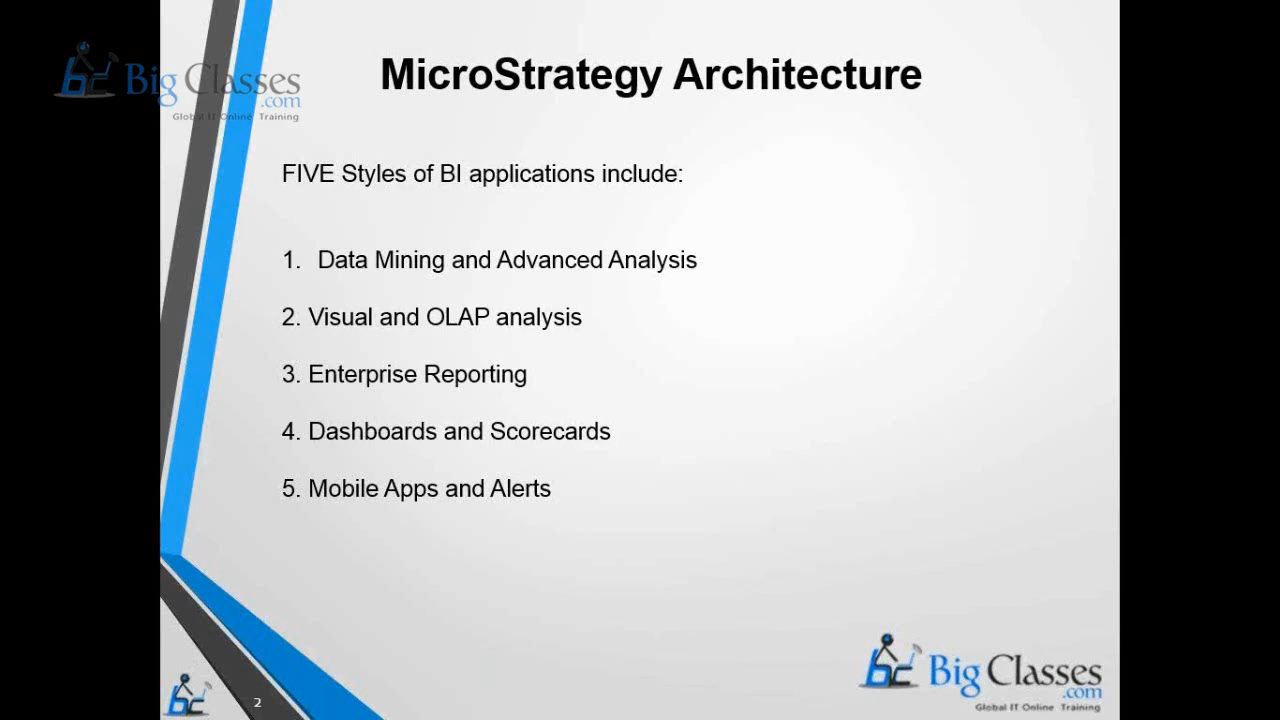 Big Classes
.com
Global IT Online Training
MicroStrategy Architecture
FIVE Styles of BI applications include:
1. Data Mining and Advanced Analysis
2. Visual and OLAP analysis
3. Enterprise Reporting
4. Dashboards and Scorecards
5. Mobile Apps and Alerts
Big Classes
.com
Global IT Online Training
2